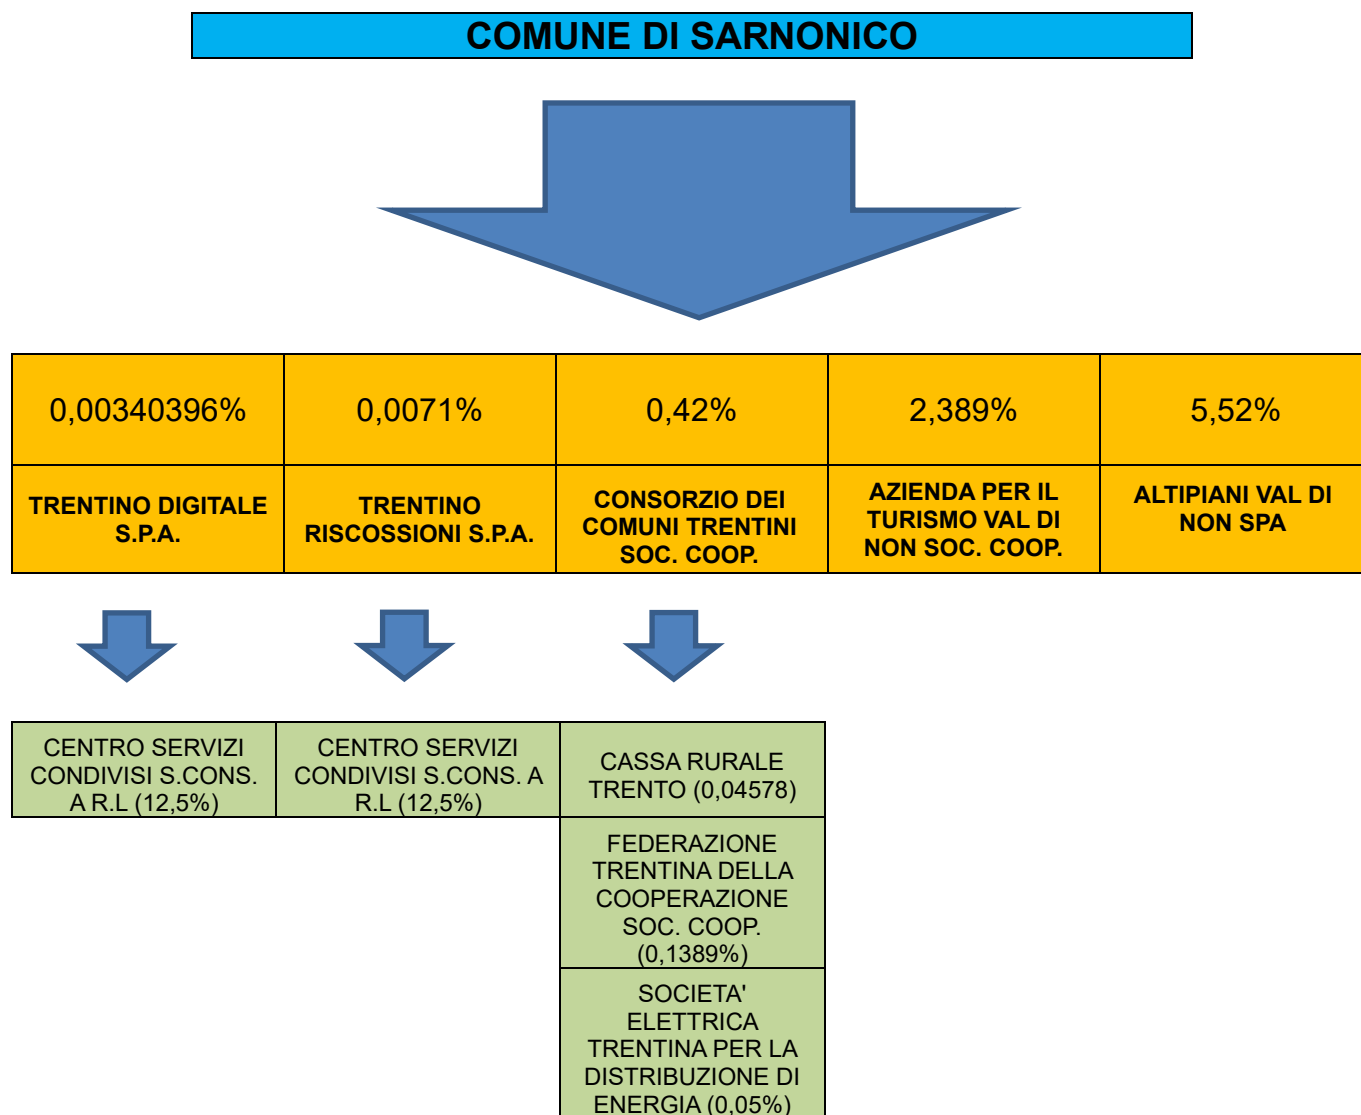 COMUNE DI SARNONICO
0,00340396%
0,0071%
0,42%
2,389%
5,52%
TRENTINO DIGITALE
S.P.A.
TRENTINO
RISCOSSIONI S.P.A.
CONSORZIO DEI
COMUNI TRENTINI
SOC. COOP.
AZIENDA PER IL
TURISMO VAL DI
NON SOC. COOP.
ALTIPIANI VAL DI
NON SPA
CENTRO SERVIZI
CONDIVISI S.CONS.
A R.L (12,5%)
CENTRO SERVIZI
CONDIVISI S.CONS. A
R.L (12,5%)
CASSA RURALE
TRENTO (0,04578)
FEDERAZIONE
TRENTINA DELLA
COOPERAZIONE
SOC. COOP.
(0,1389%)
SOCIETA'
ELETTRICA
TRENTINA PER LA
DISTRIBUZIONE DI
ENERGIA (0,05%)